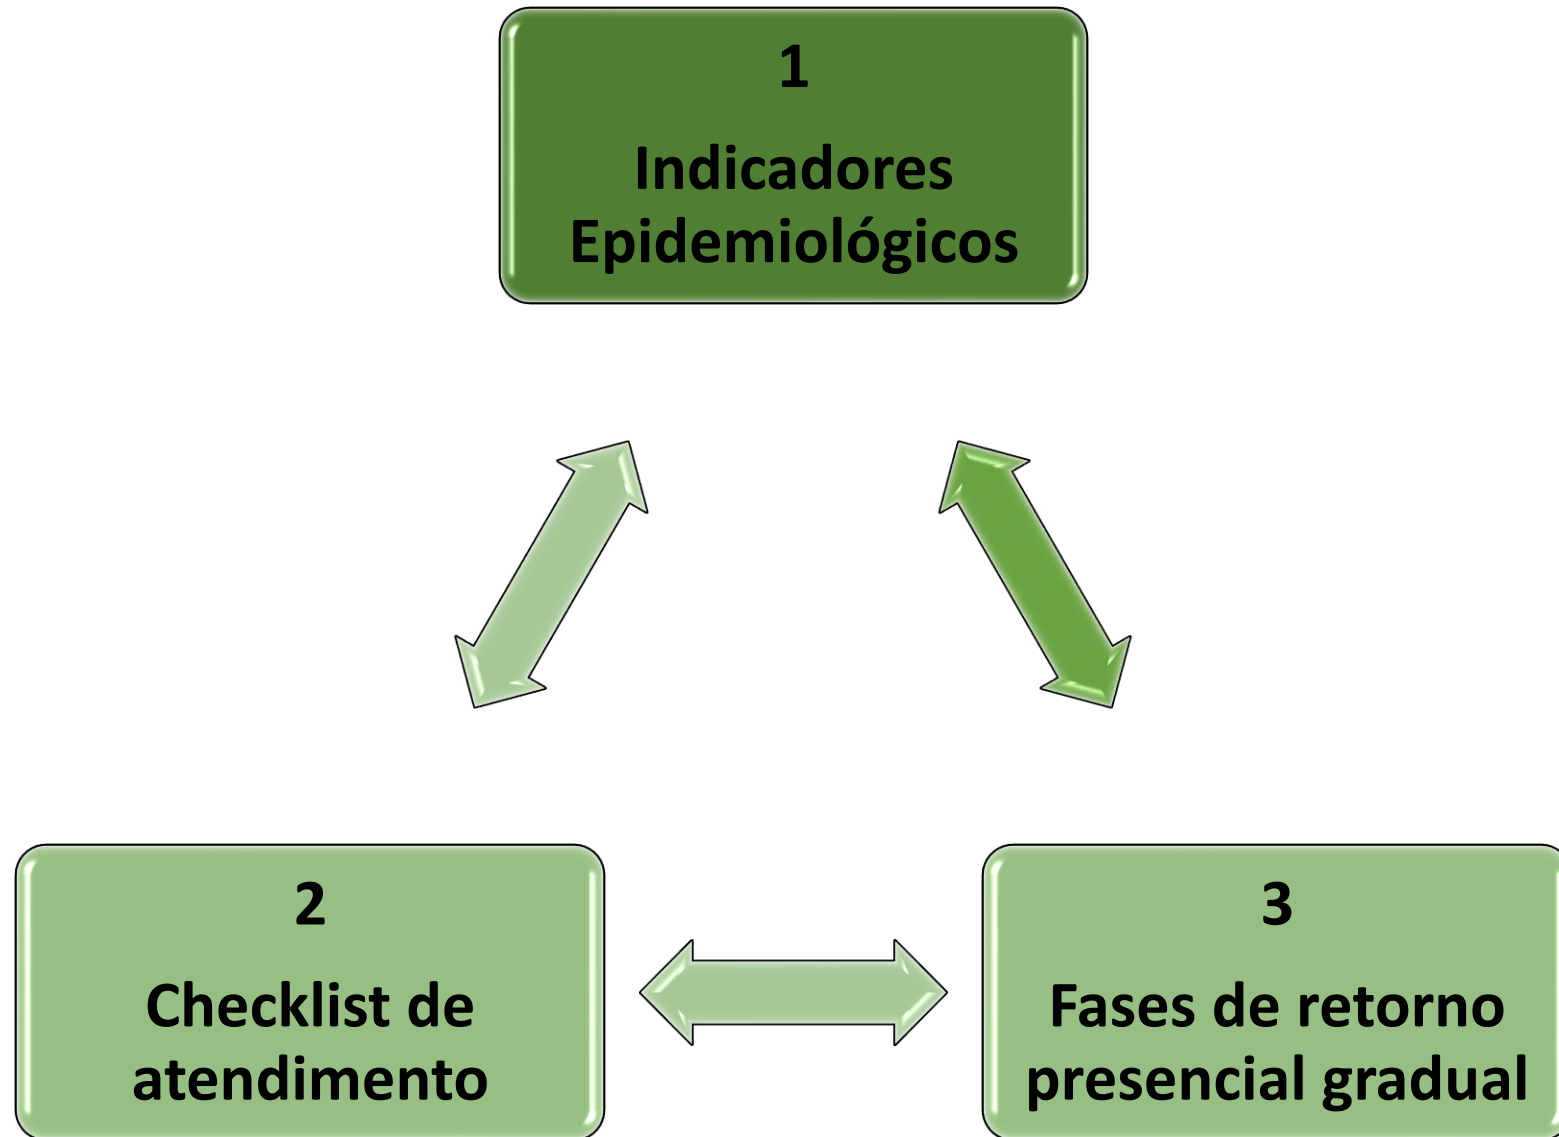 1
Indicadores
Epidemiológicos
2
Checklist de
atendimento
3
Fases de retorno
presencial gradual